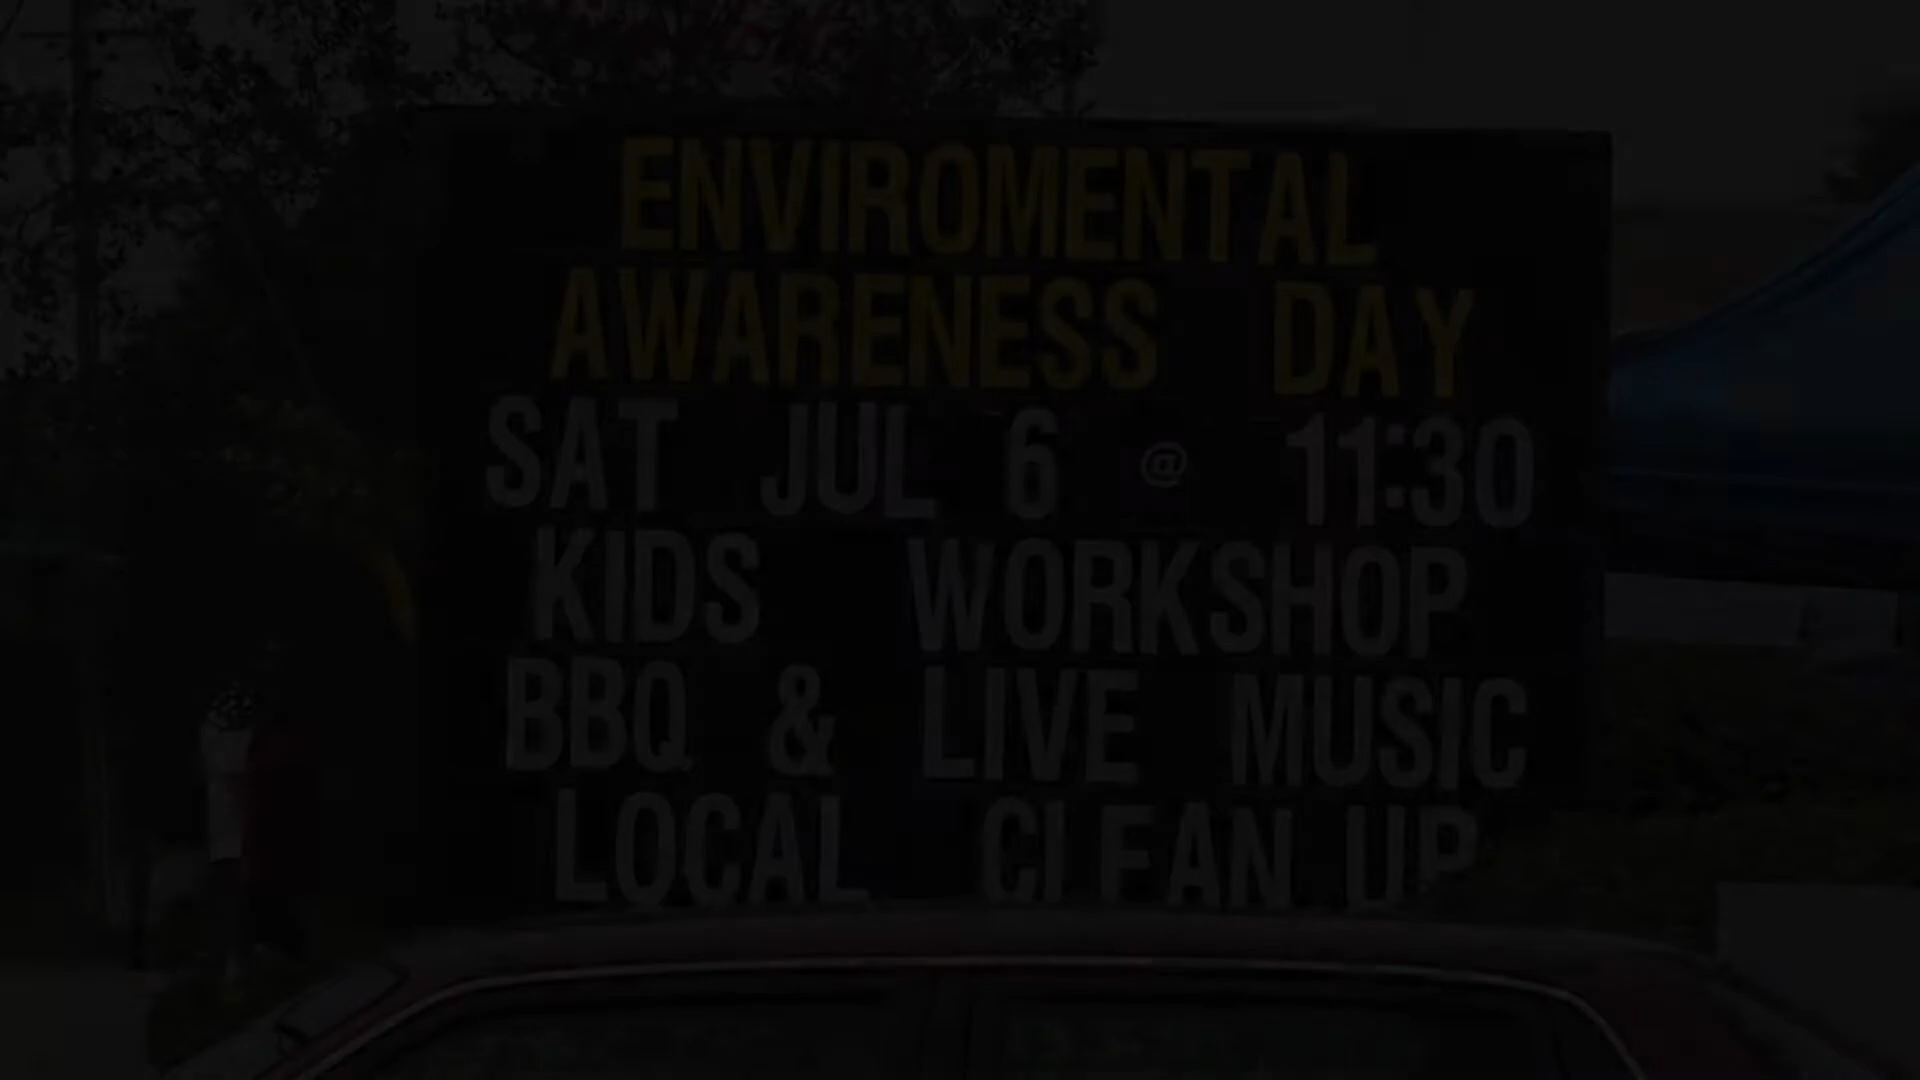 ENVIROMENTAL
AWARENESS DAY
SAT JUL 6 @ 11:30
KIDS WORKSHOP
BBQ & LIVE MUSIC
LOCAL CLEAN UP